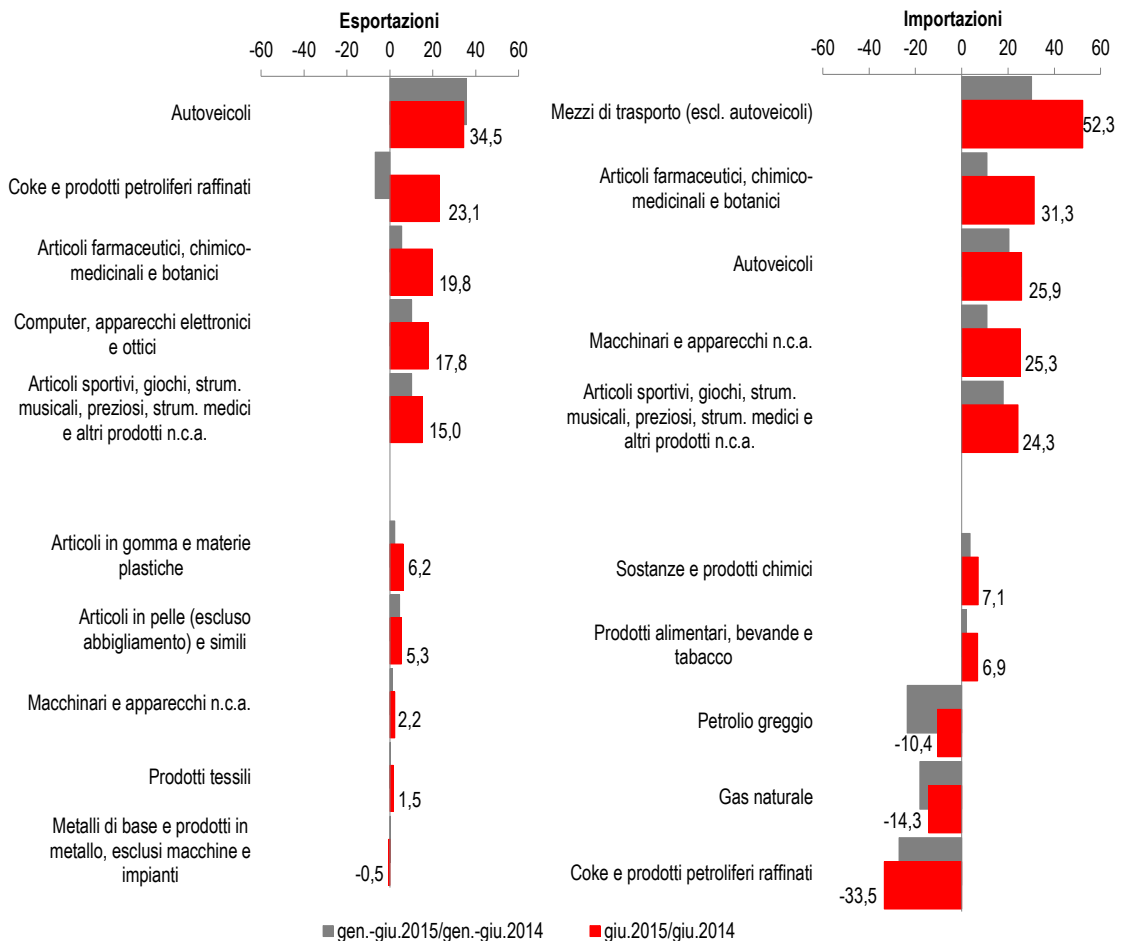 Esportazioni
-60 -40 -20 0 20 40 60
Autoveicoli
34,5
Coke e prodotti petroliferi raffinati
23,1
Articoli farmaceutici, chimico-
medicinali e botanici
19,8
Computer, apparecchi elettronici
e ottici
17,8
Articoli sportivi, giochi, strum.
musicali, preziosi, strum. medici
e altri prodotti n.c.a.
15,0
Articoli in gomma e materie
plastiche
6,2
Articoli in pelle (escluso
abbigliamento) e simili
5,3
Macchinari e apparecchi n.c.a.
2,2
Prodotti tessili
1,5
Metalli di base e prodotti in
metallo, esclusi macchine e
impianti
-0,5
Importazioni
-60 -40 -20 0 20 40 60
Mezzi di trasporto (escl. autoveicoli)
52,3
Articoli farmaceutici, chimico-
medicinali e botanici
31,3
Autoveicoli
25,9
Macchinari e apparecchi n.c.a.
25,3
Articoli sportivi, giochi, strum.
musicali, preziosi, strum. medici e
altri prodotti n.c.a.
24,3
Sostanze e prodotti chimici
7,1
Prodotti alimentari, bevande e
tabacco
6,9
Petrolio greggio
-10,4
Gas naturale
-14,3
Coke e prodotti petroliferi raffinati
-33,5
gen.-giu.2015/gen.-giu.2014
giu.2015/giu.2014